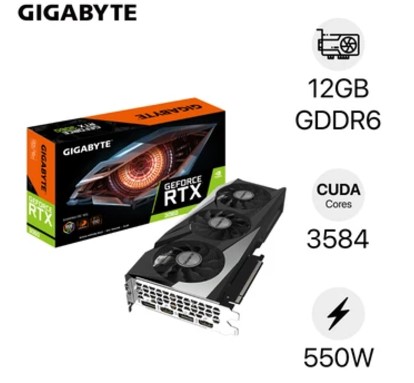 GIGABYTE
12GB
GDDR6
GIGABYTE
GEFORCE
RTX
GEFORCE
RTX
CUDA
Cores
3584
550W